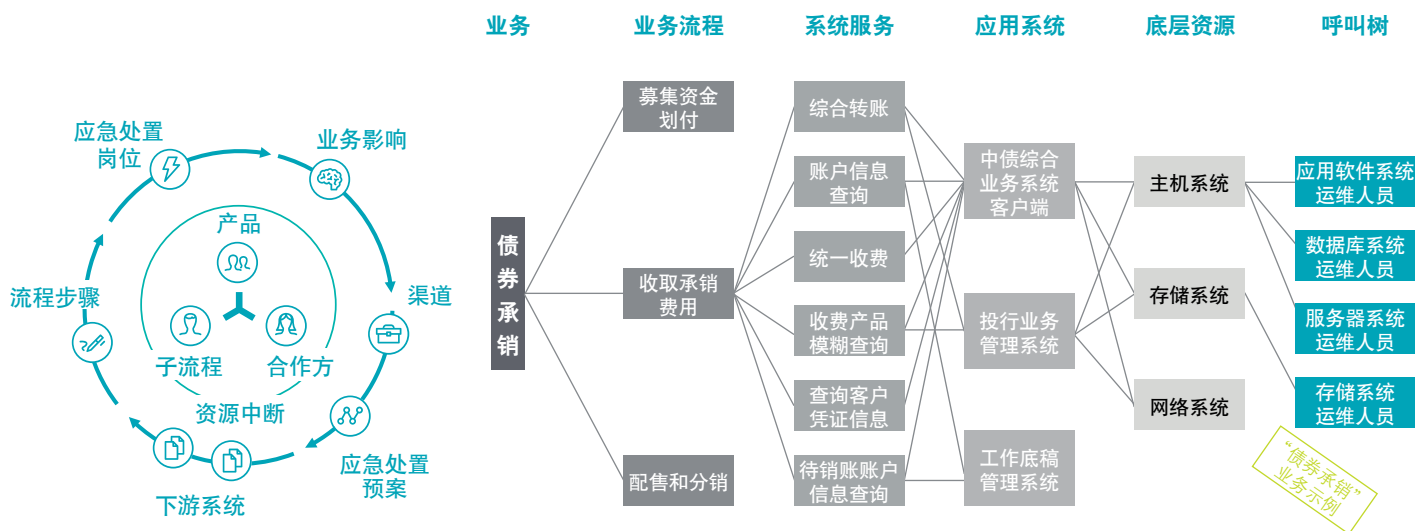 业务
业务流程
系统服务
应用系统
底层资源
呼叫树
应急处置
岗位
业务影响
产品
流程步骤
渠道
子流程
合作方
资源中断
应急处置
预案
下游系统
债
券
承
销
募集资金
划付
收取承销
费用
配售和分销
综合转账
账户信息
查询
统一收费
收费产品
模糊查询
查询客户
凭证信息
待销账账户
信息查询
中债综合
业务系统
客户端
投行业务
管理系统
工作底稿
管理系统
主机系统
存储系统
网络系统
应用软件系统
运维人员
数据库系统
运维人员
服务器系统
运维人员
存储系统
运维人员
“债券承销”
业务示例